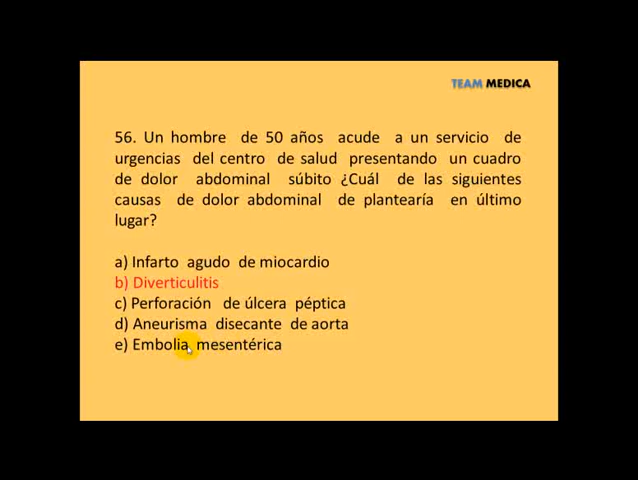 TEAM MEDICA
56. Un hombre de 50 años acude a un servicio de
urgencias del centro de salud presentando un cuadro
de dolor abdominal súbito ¿Cuál de las siguientes
causas de dolor abdominal de plantearía en último
lugar?
a) Infarto agudo de miocardio
b) Diverticulitis
c) Perforación de úlcera péptica
d) Aneurisma disecante de aorta
e) Embolia mesentérica